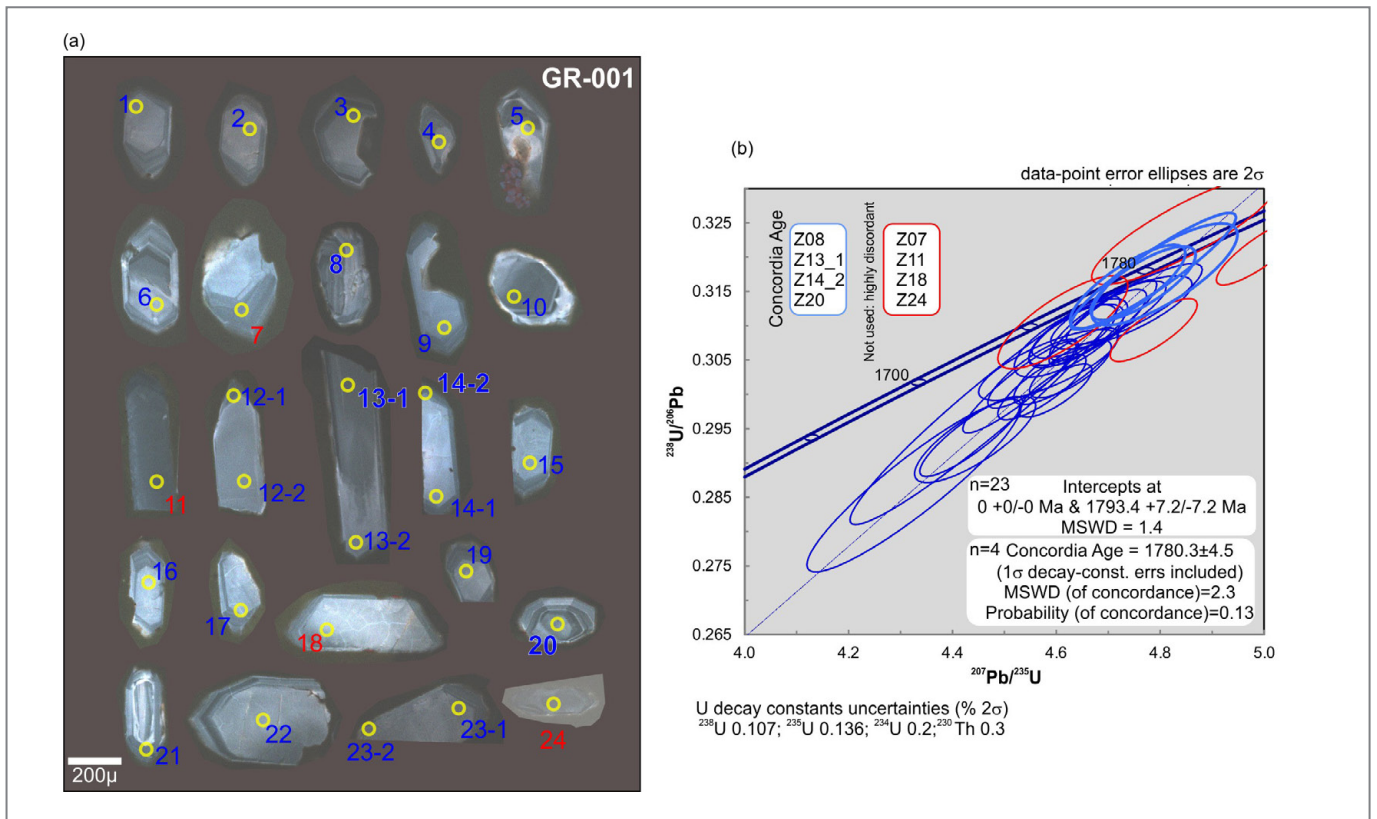 (a)
GR-001
1
2
3
4
5
6
7
8
9
10
11
12-1
12-2
13-1
13-2
14-2
14-1
15
16
17
18
19
20
21
22
23-2
23-1
24
200μ
(b)
data-point error ellipses are 2σ
Concordia Age
Z08
Z13_1
Z14_2
Z20
Not used: highly discordant
Z07
Z11
Z18
Z24
1780
1700
0.325
0.315
0.305
0.295
0.285
0.275
0.265
²³⁸U/²⁰⁶Pb
4.0 4.2 4.4 4.6 4.8 5.0
²⁰⁷Pb/²³⁵U
n=23 Intercepts at
0 +0/-0 Ma & 1793.4 +7.2/-7.2 Ma
MSWD = 1.4
n=4 Concordia Age = 1780.3±4.5
(1σ decay-const. errs included)
MSWD (of concordance)=2.3
Probability (of concordance)=0.13
U decay constants uncertainties (% 2σ)
²³⁸U 0.107; ²³⁵U 0.136; ²³⁴U 0.2;²³⁰Th 0.3